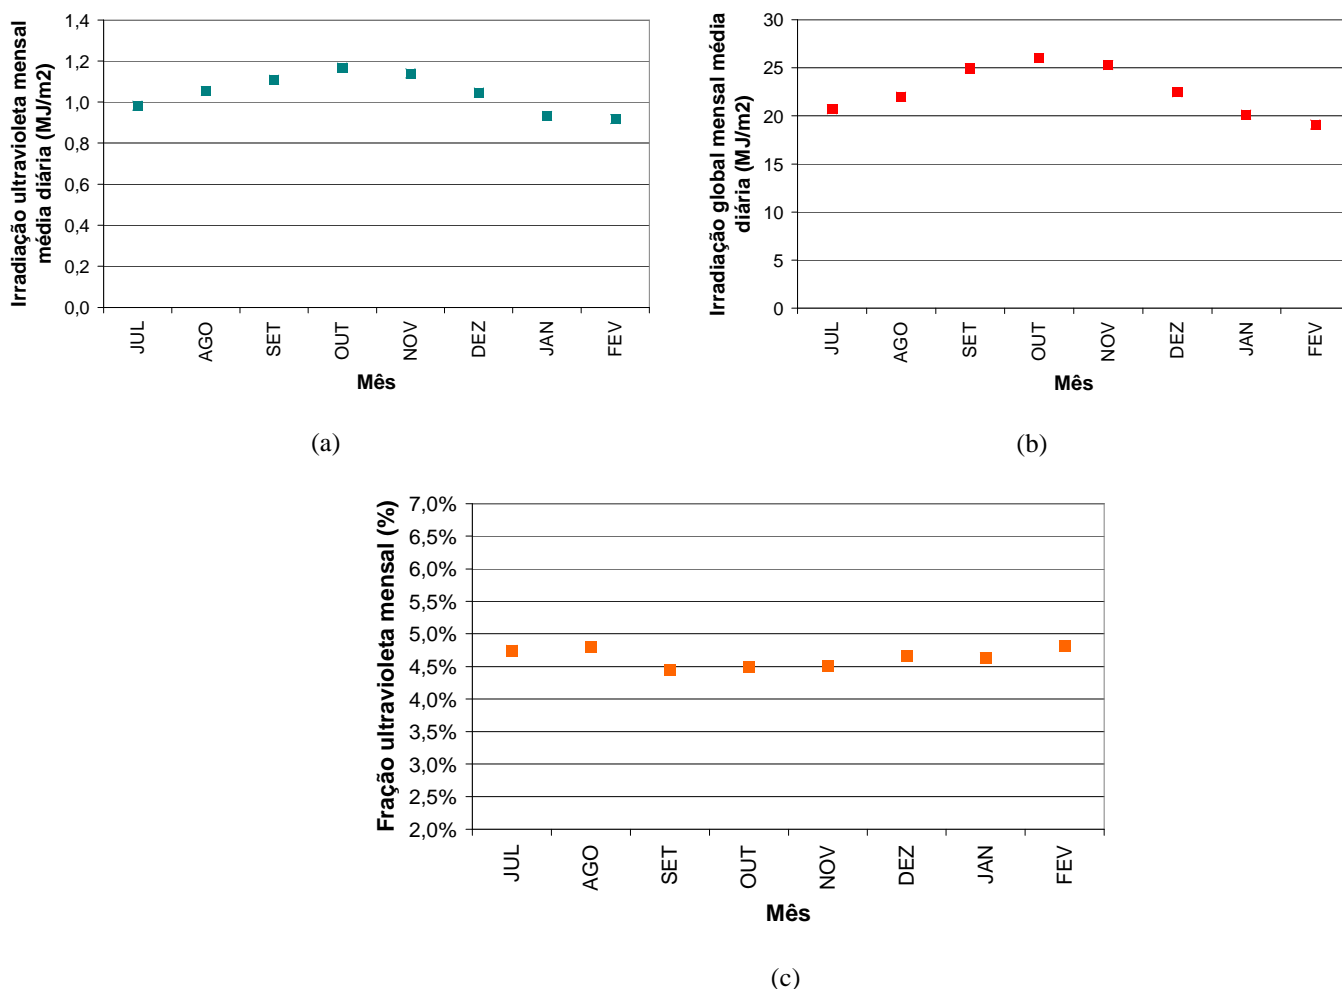 Irradiação ultravioleta mensal
média diária (MJ/m2)
1,4
1,2
1,0
0,8
0,6
0,4
0,2
0,0
JUL
AGO
SET
OUT
NOV
DEZ
JAN
FEV
Mês
(a)
Irradiação global mensal média
diária (MJ/m2)
30
25
20
15
10
5
0
JUL
AGO
SET
OUT
NOV
DEZ
JAN
FEV
Mês
(b)
Fração ultravioleta mensal (%)
7,0%
6,5%
6,0%
5,5%
5,0%
4,5%
4,0%
3,5%
3,0%
2,5%
2,0%
JUL
AGO
SET
OUT
NOV
DEZ
JAN
FEV
Mês
(c)